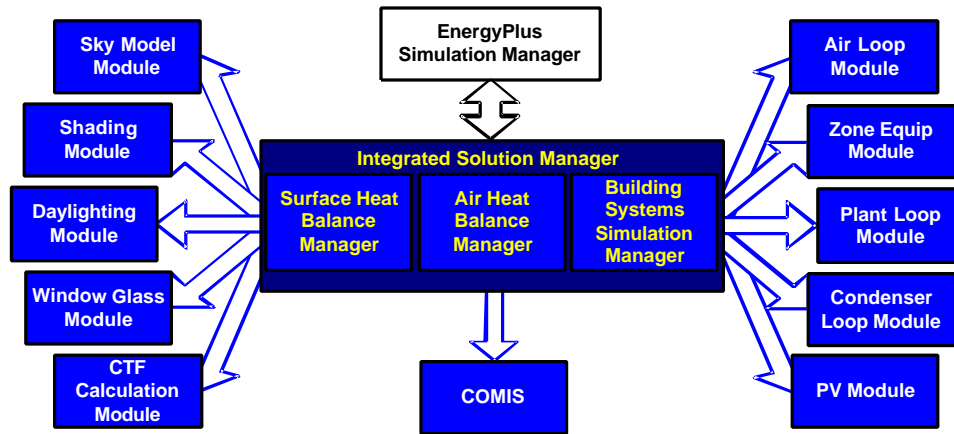 EnergyPlus
Simulation Manager
Sky Model
Module
Shading
Module
Daylighting
Module
Window Glass
Module
CTF
Calculation
Module
Integrated Solution Manager
Surface Heat
Balance
Manager
Air Heat
Balance
Manager
Building
Systems
Simulation
Manager
COMIS
Air Loop
Module
Zone Equip
Module
Plant Loop
Module
Condenser
Loop Module
PV Module